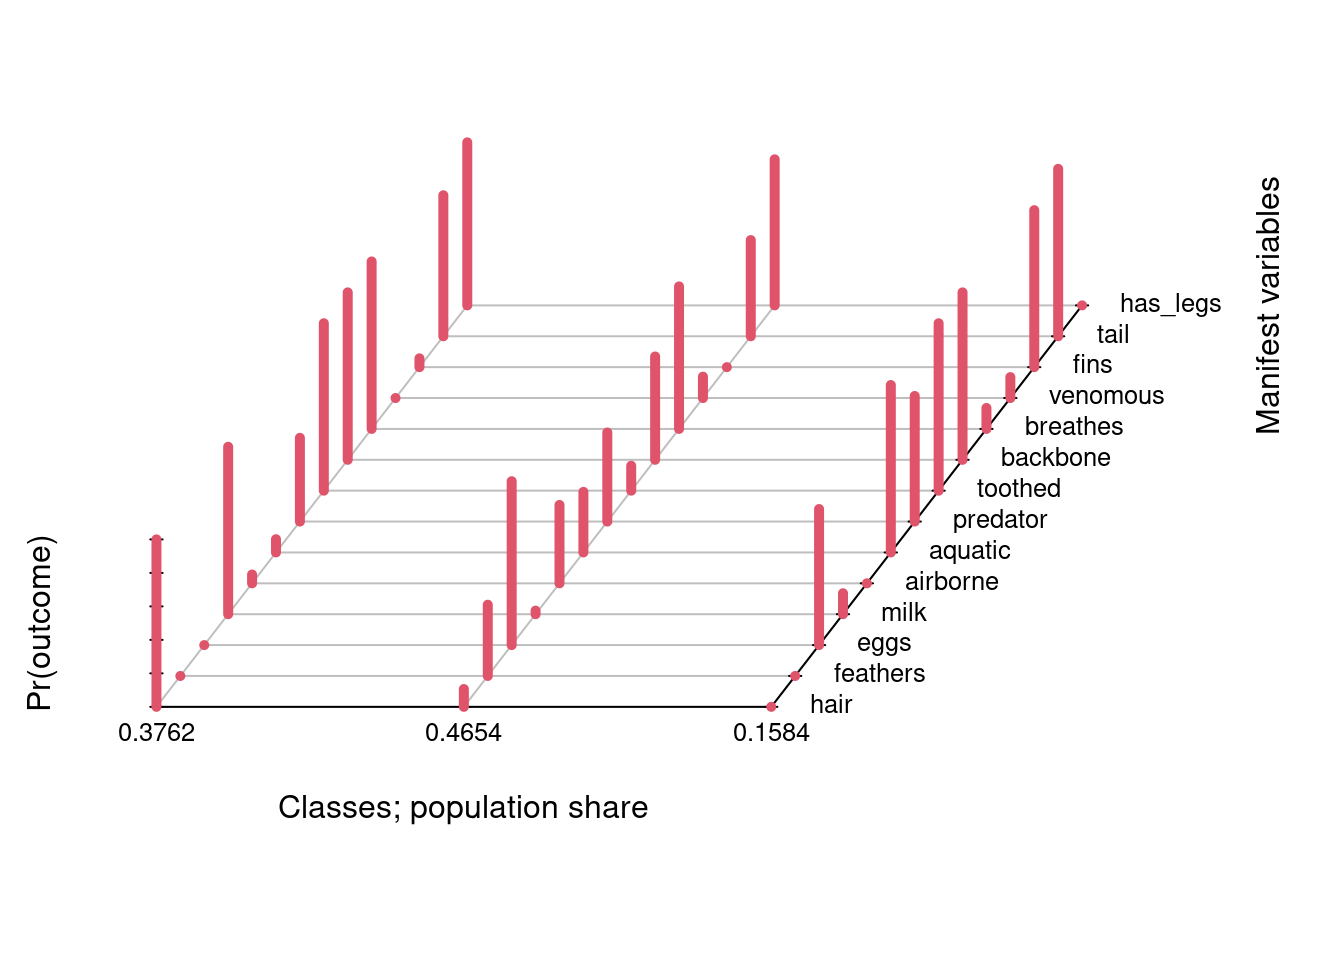 has_legs
tail
fins
venomous
breathes
backbone
toothed
predator
aquatic
airborne
milk
eggs
feathers
hair
Manifest variables
Pr(outcome)
0.3762 0.4654 0.1584
Classes; population share